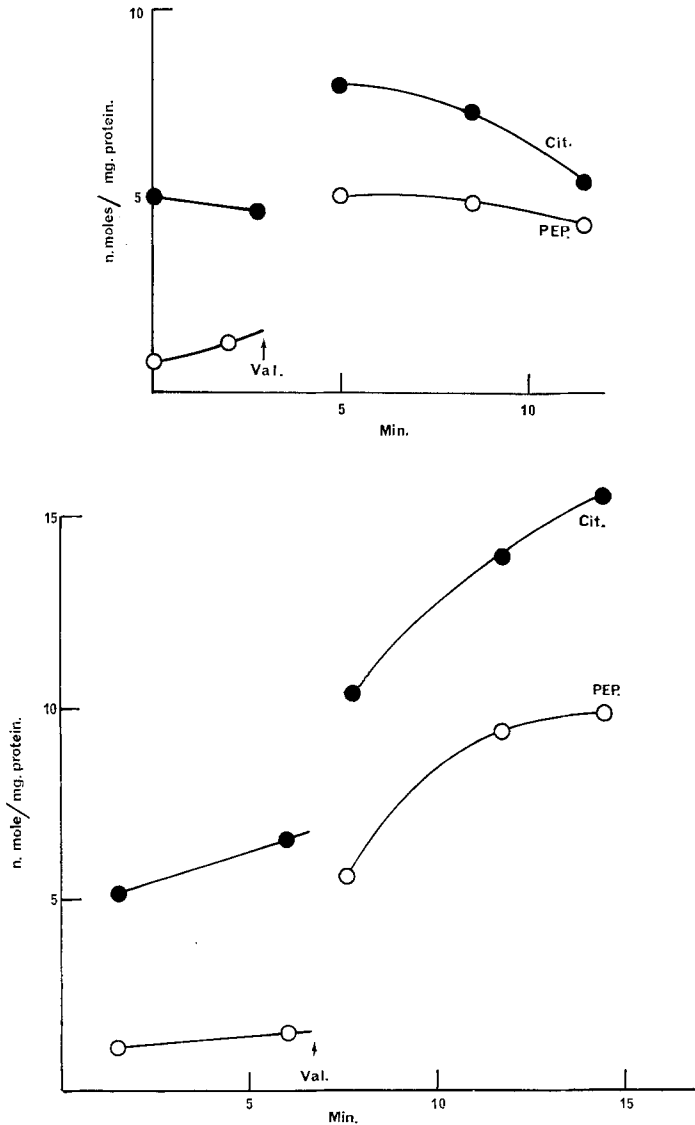 10
5
n. moles/ mg. protein.
Cit.
PEP.
Val.
5
10
Min.
15
10
5
n. mole/mg. protein.
Cit.
PEP.
Val.
5
10
15
Min.